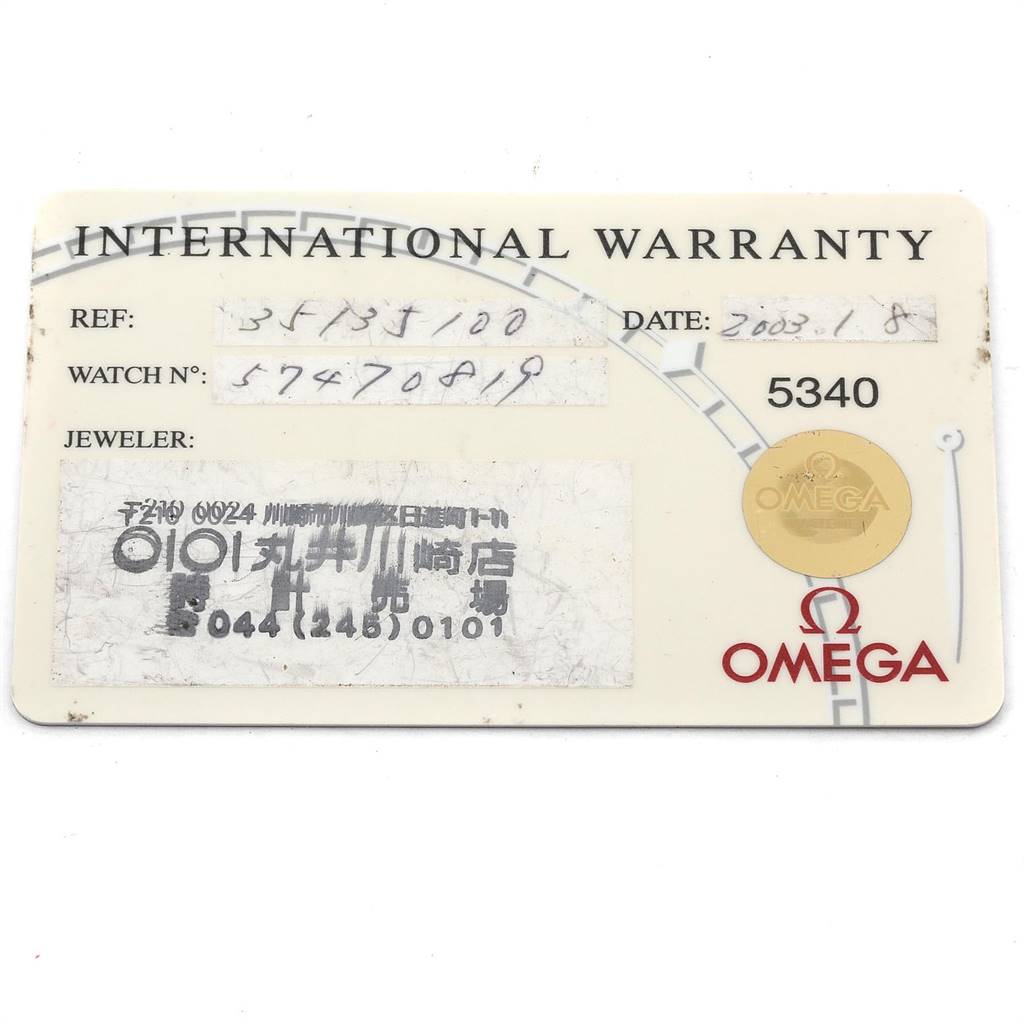 INTERNATIONAL WARRANTY
REF: 35135100
DATE: 2003.1 8
WATCH N°: 57470819
5340
JEWELER:
OMEGA
〒210 0024 川崎市川崎区日進町1-11
OIOI 丸井川崎店
時計売場
☎044(245)0101
Ω
OMEGA